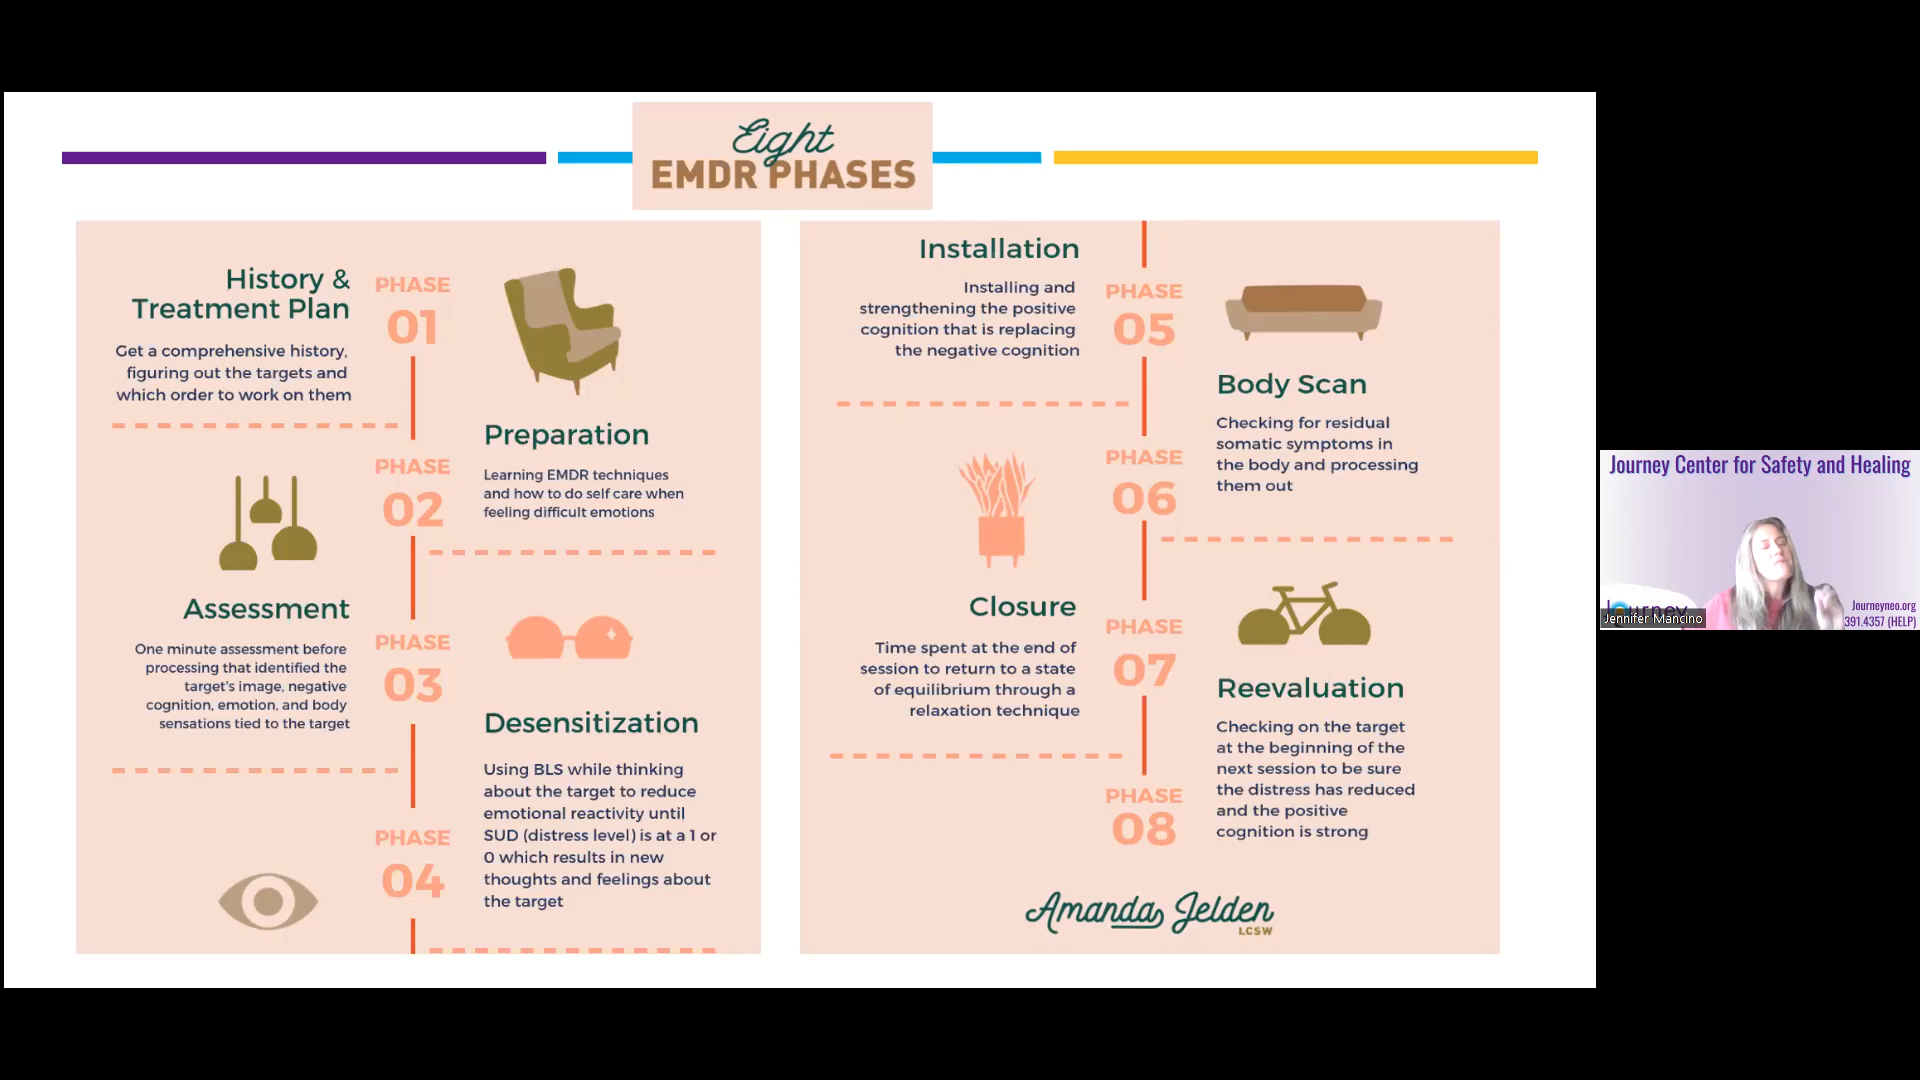 Eight
EMDR PHASES
History &
Treatment Plan
Get a comprehensive history,
figuring out the targets and
which order to work on them
PHASE
01
Preparation
Learning EMDR techniques
and how to do self care when
feeling difficult emotions
PHASE
02
Assessment
One minute assessment before
processing that identified the
target's image, negative
cognition, emotion, and body
sensations tied to the target
PHASE
03
Desensitization
Using BLS while thinking
about the target to reduce
emotional reactivity until
SUD (distress level) is at a 1 or
0 which results in new
thoughts and feelings about
the target
PHASE
04
Installation
Installing and
strengthening the positive
cognition that is replacing
the negative cognition
PHASE
05
Body Scan
Checking for residual
somatic symptoms in
the body and processing
them out
PHASE
06
Closure
Time spent at the end of
session to return to a state
of equilibrium through a
relaxation technique
PHASE
07
Reevaluation
Checking on the target
at the beginning of the
next session to be sure
the distress has reduced
and the positive
cognition is strong
PHASE
08
Amanda Jelden
LCSW
Journey Center for Safety and Healing
Journey
Jennifer Mancino
Journeyneo.org
391.4357 (HELP)